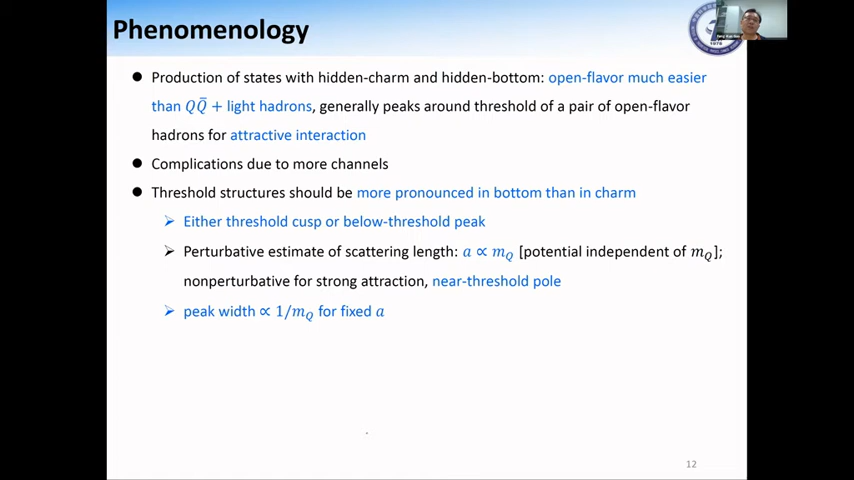 Phenomenology
● Production of states with hidden-charm and hidden-bottom: open-flavor much easier
than QQ̄ + light hadrons, generally peaks around threshold of a pair of open-flavor
hadrons for attractive interaction
● Complications due to more channels
● Threshold structures should be more pronounced in bottom than in charm
➢ Either threshold cusp or below-threshold peak
➢ Perturbative estimate of scattering length: a ∝ m_Q [potential independent of m_Q];
nonperturbative for strong attraction, near-threshold pole
➢ peak width ∝ 1/m_Q for fixed a
12
1978